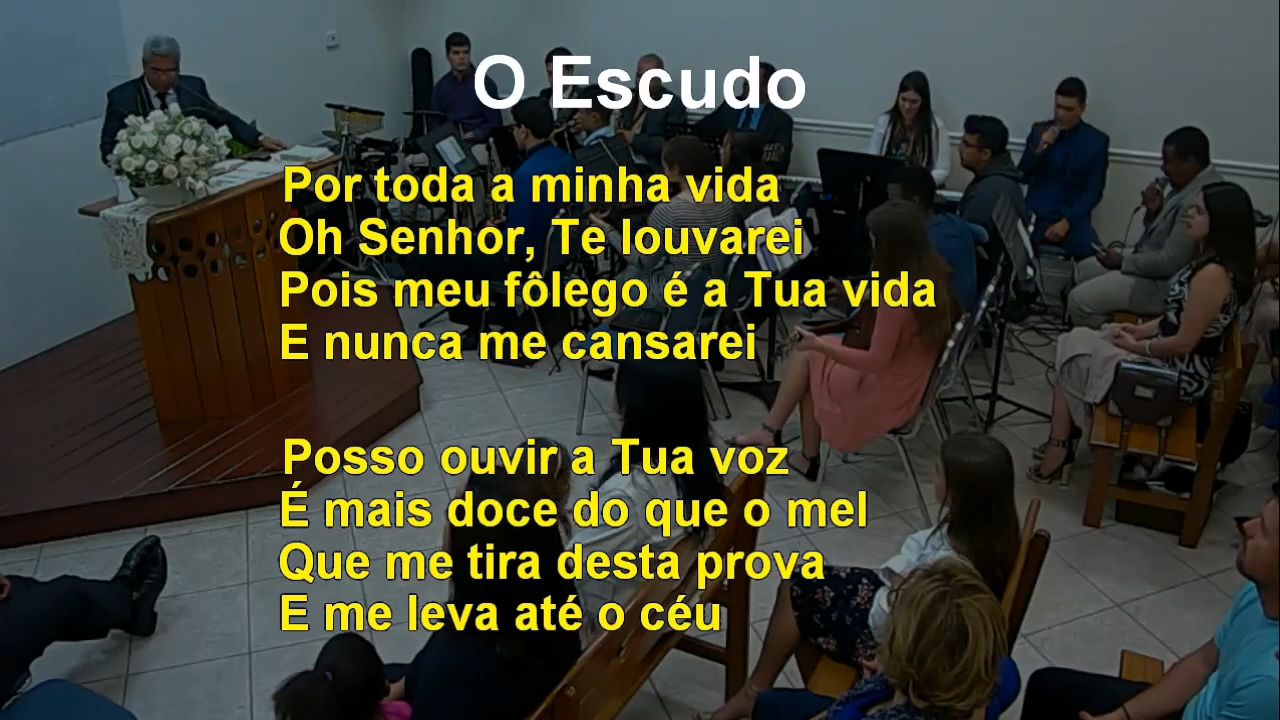 O Escudo
Por toda a minha vida
Oh Senhor, Te louvarei
Pois meu fôlego é a Tua vida
E nunca me cansarei
Posso ouvir a Tua voz
É mais doce do que o mel
Que me tira desta prova
E me leva até o céu